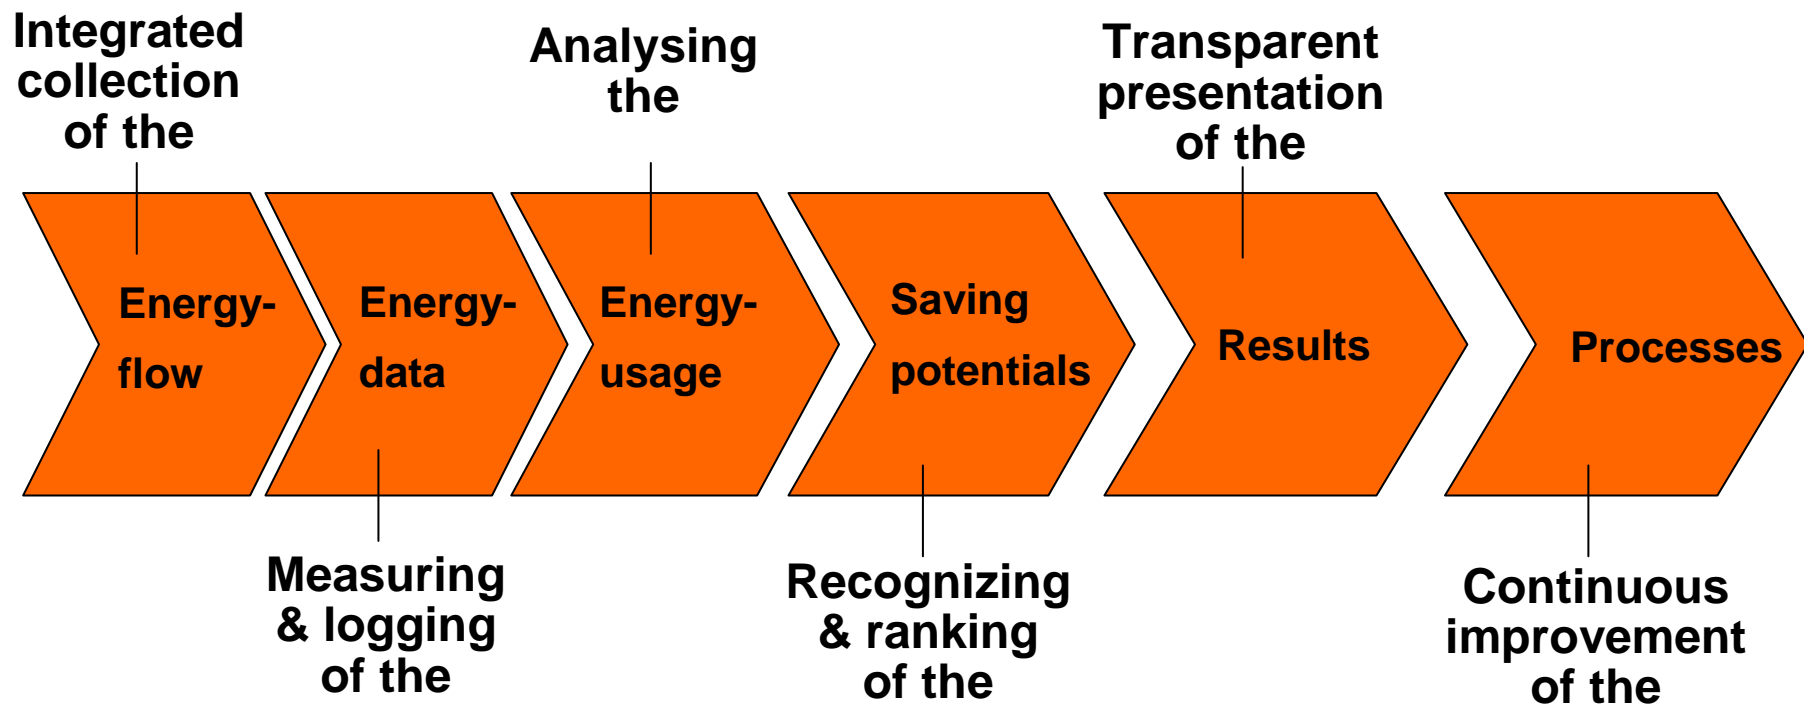 Integrated
collection
of the
Energy-
flow
Energy-
data
Measuring
& logging
of the
Analysing
the
Energy-
usage
Saving
potentials
Recognizing
& ranking
of the
Transparent
presentation
of the
Results
Processes
Continuous
improvement
of the